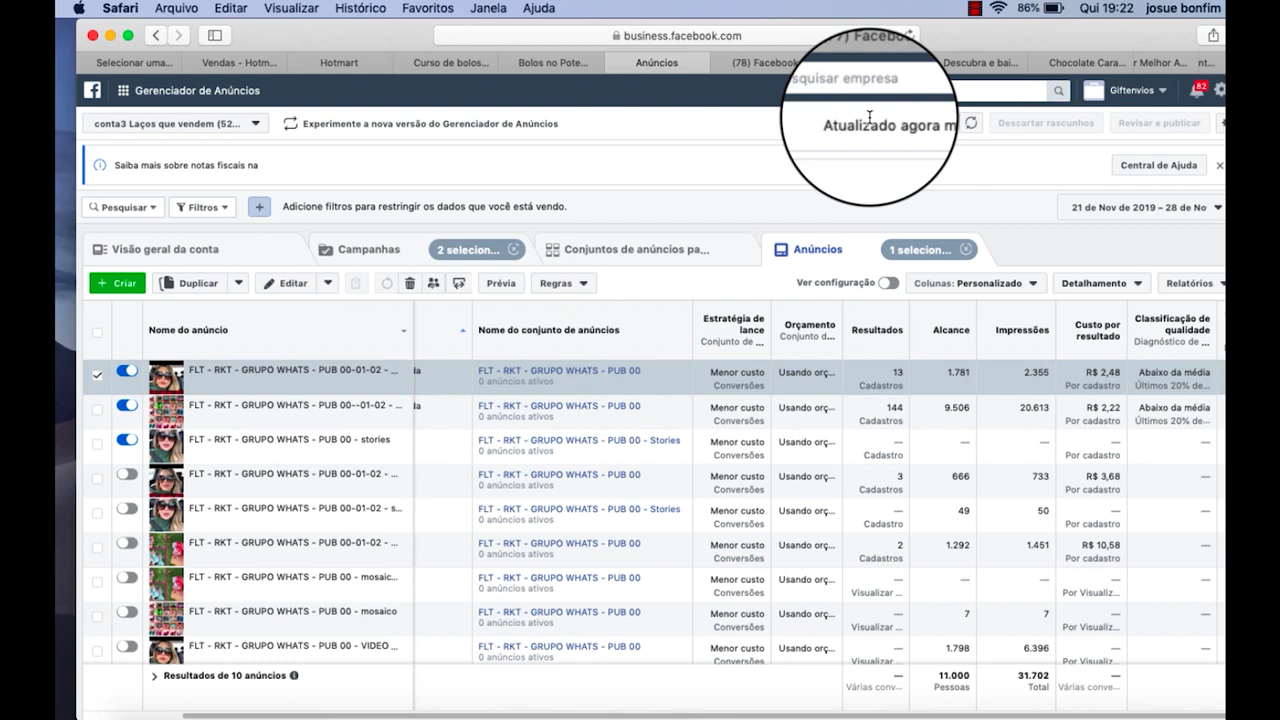 Safari Arquivo Editar Visualizar Histórico Favoritos Janela Ajuda 86% Qui 19:22 josue bonfim
business.facebook.com
) Facebo
Selecionar uma... Vendas - Hotm... Hotmart Curso de bolos... Bolos no Pote... Anúncios (78) Facebook Descubra e bai... Chocolate Cara... r Melhor A... nt...
squisar empresa
Gerenciador de Anúncios Giftenvios 82
conta3 Laços que vendem (52... Experimente a nova versão do Gerenciador de Anúncios Atualizado agora m Descartar rascunhos Revisar e publicar
Saiba mais sobre notas fiscais na Central de Ajuda
Pesquisar Filtros + Adicione filtros para restringir os dados que você está vendo. 21 de Nov de 2019 – 28 de No
Visão geral da conta Campanhas 2 selecion... Conjuntos de anúncios pa... Anúncios 1 selecion...
+ Criar Duplicar Editar Prévia Regras Ver configuração Colunas: Personalizado Detalhamento Relatórios
Nome do anúncio Nome do conjunto de anúncios Estratégia de lance Conjunto de ... Orçamento Conjunto d... Resultados Alcance Impressões Custo por resultado Classificação de qualidade Diagnóstico de ...
FLT - RKT - GRUPO WHATS - PUB 00-01-02 - ... da FLT - RKT - GRUPO WHATS - PUB 00 Menor custo Usando orç... 13 1.781 2.355 R$ 2,48 Abaixo da média
0 anúncios ativos Conversões Cadastros Por cadastro Últimos 20% de...
FLT - RKT - GRUPO WHATS - PUB 00--01-02 - ... da FLT - RKT - GRUPO WHATS - PUB 00 Menor custo Usando orç... 144 9.506 20.613 R$ 2,22 Abaixo da média
0 anúncios ativos Conversões Cadastros Por cadastro Últimos 20% de...
FLT - RKT - GRUPO WHATS - PUB 00 - stories FLT - RKT - GRUPO WHATS - PUB 00 - Stories Menor custo Usando orç... — — — — —
0 anúncios ativos Conversões Cadastro Por cadastro
FLT - RKT - GRUPO WHATS - PUB 00-01-02 - ... FLT - RKT - GRUPO WHATS - PUB 00 Menor custo Usando orç... 3 666 733 R$ 3,68 —
0 anúncios ativos Conversões Cadastros Por cadastro
FLT - RKT - GRUPO WHATS - PUB 00-01-02 - s... FLT - RKT - GRUPO WHATS - PUB 00 - Stories Menor custo Usando orç... — 49 50 — —
0 anúncios ativos Conversões Cadastro Por cadastro
FLT - RKT - GRUPO WHATS - PUB 00-01-02 - ... FLT - RKT - GRUPO WHATS - PUB 00 Menor custo Usando orç... 2 1.292 1.451 R$ 10,58 —
0 anúncios ativos Conversões Cadastros Por cadastro
FLT - RKT - GRUPO WHATS - PUB 00 - mosaic... FLT - RKT - GRUPO WHATS - PUB 00 Menor custo Usando orç... — — — — —
0 anúncios ativos Conversões Visualizar ... Por Visualiz...
FLT - RKT - GRUPO WHATS - PUB 00 - mosaico FLT - RKT - GRUPO WHATS - PUB 00 Menor custo Usando orç... — 7 7 — —
0 anúncios ativos Conversões Visualizar ... Por Visualiz...
FLT - RKT - GRUPO WHATS - PUB 00 - VIDEO ... FLT - RKT - GRUPO WHATS - PUB 00 Menor custo Usando orç... — 1.798 6.396 — —
0 anúncios ativos Conversões Visualizar ... Por Visualiz...
Resultados de 10 anúncios — 11.000 31.702 —
Várias conv... Pessoas Total Várias conve...